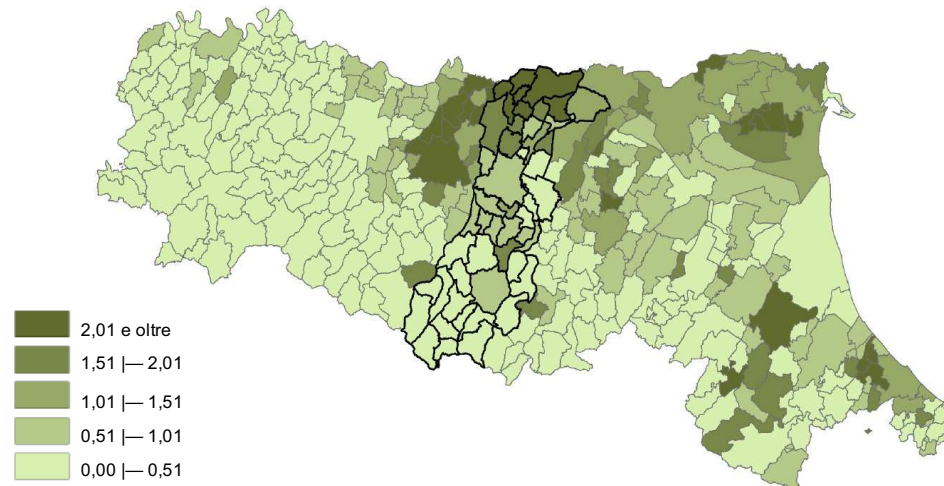 2,01 e oltre
1,51 |— 2,01
1,01 |— 1,51
0,51 |— 1,01
0,00 |— 0,51